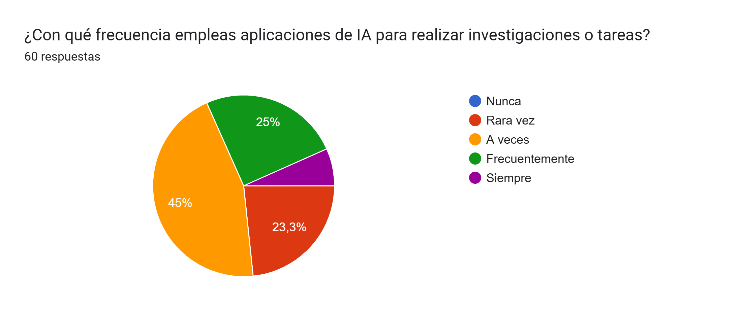 ¿Con qué frecuencia empleas aplicaciones de IA para realizar investigaciones o tareas?
60 respuestas
25%
45%
23,3%
Nunca
Rara vez
A veces
Frecuentemente
Siempre